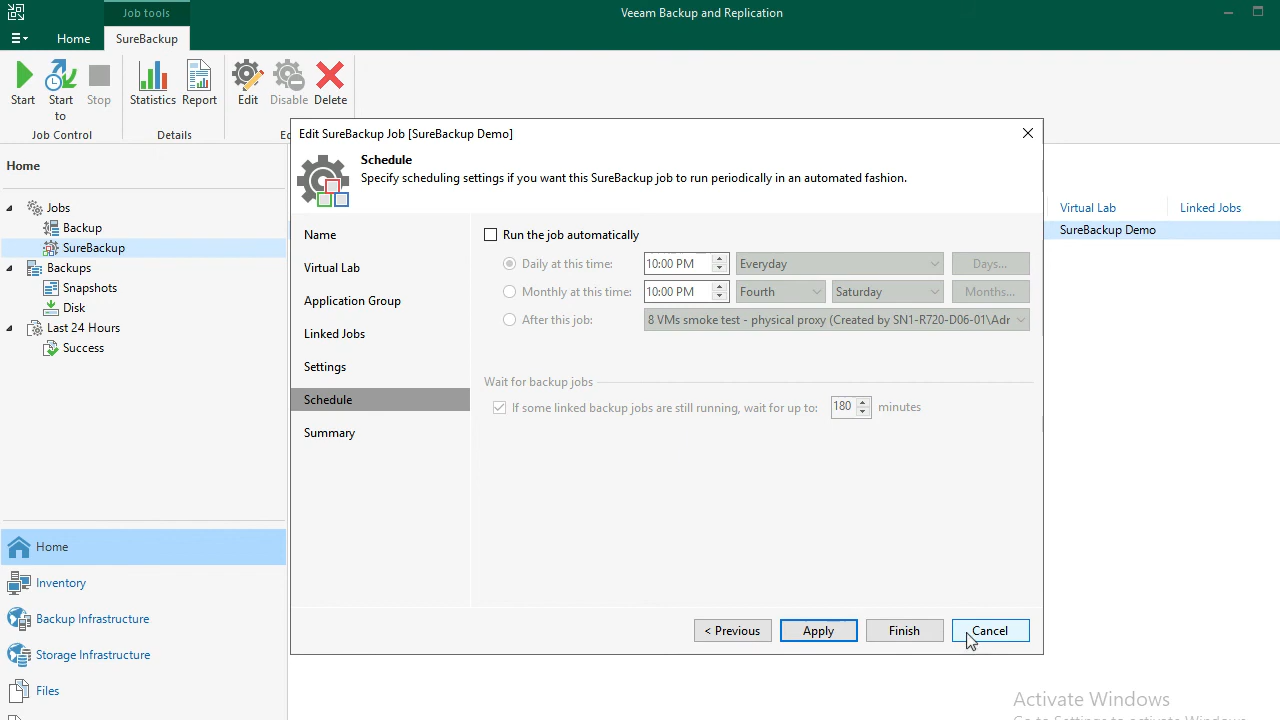 Job tools
Veeam Backup and Replication
Home
SureBackup
Start
Start to
Stop
Statistics
Report
Edit
Disable
Delete
Job Control
Details
Home
Jobs
Backup
SureBackup
Backups
Snapshots
Disk
Last 24 Hours
Success
Home
Inventory
Backup Infrastructure
Storage Infrastructure
Files
Edit SureBackup Job [SureBackup Demo]
Schedule
Specify scheduling settings if you want this SureBackup job to run periodically in an automated fashion.
Name
Virtual Lab
Application Group
Linked Jobs
Settings
Schedule
Summary
Run the job automatically
Daily at this time: 10:00 PM Everyday Days...
Monthly at this time: 10:00 PM Fourth Saturday Months...
After this job: 8 VMs smoke test - physical proxy (Created by SN1-R720-D06-01\Adr
Wait for backup jobs
If some linked backup jobs are still running, wait for up to: 180 minutes
< Previous Apply Finish Cancel
Virtual Lab Linked Jobs
SureBackup Demo
Activate Windows